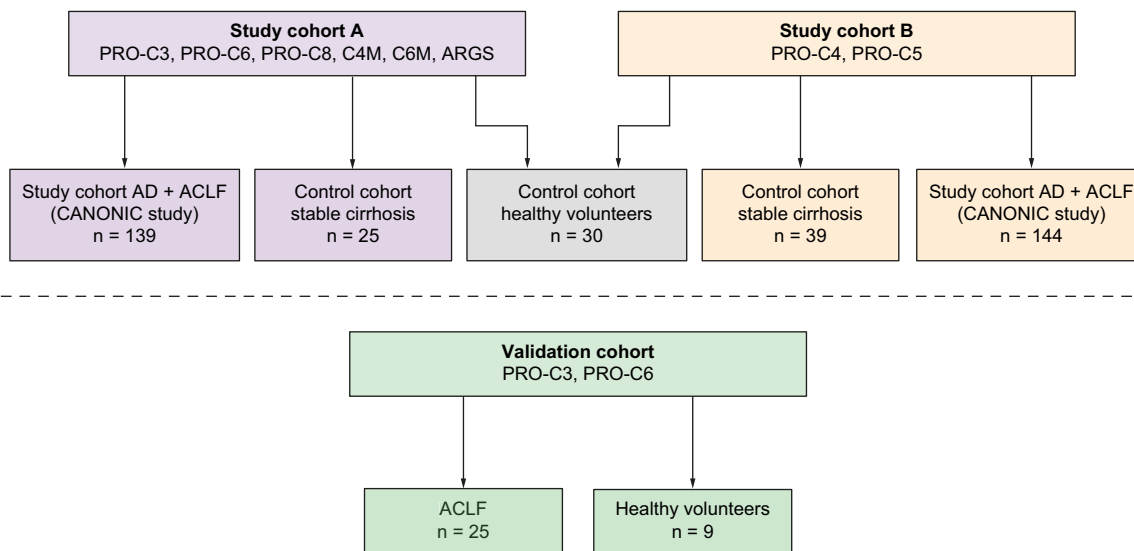 Study cohort A
PRO-C3, PRO-C6, PRO-C8, C4M, C6M, ARGS
Study cohort B
PRO-C4, PRO-C5
Study cohort AD + ACLF
(CANONIC study)
n = 139
Control cohort
stable cirrhosis
n = 25
Control cohort
healthy volunteers
n = 30
Control cohort
stable cirrhosis
n = 39
Study cohort AD + ACLF
(CANONIC study)
n = 144
Validation cohort
PRO-C3, PRO-C6
ACLF
n = 25
Healthy volunteers
n = 9